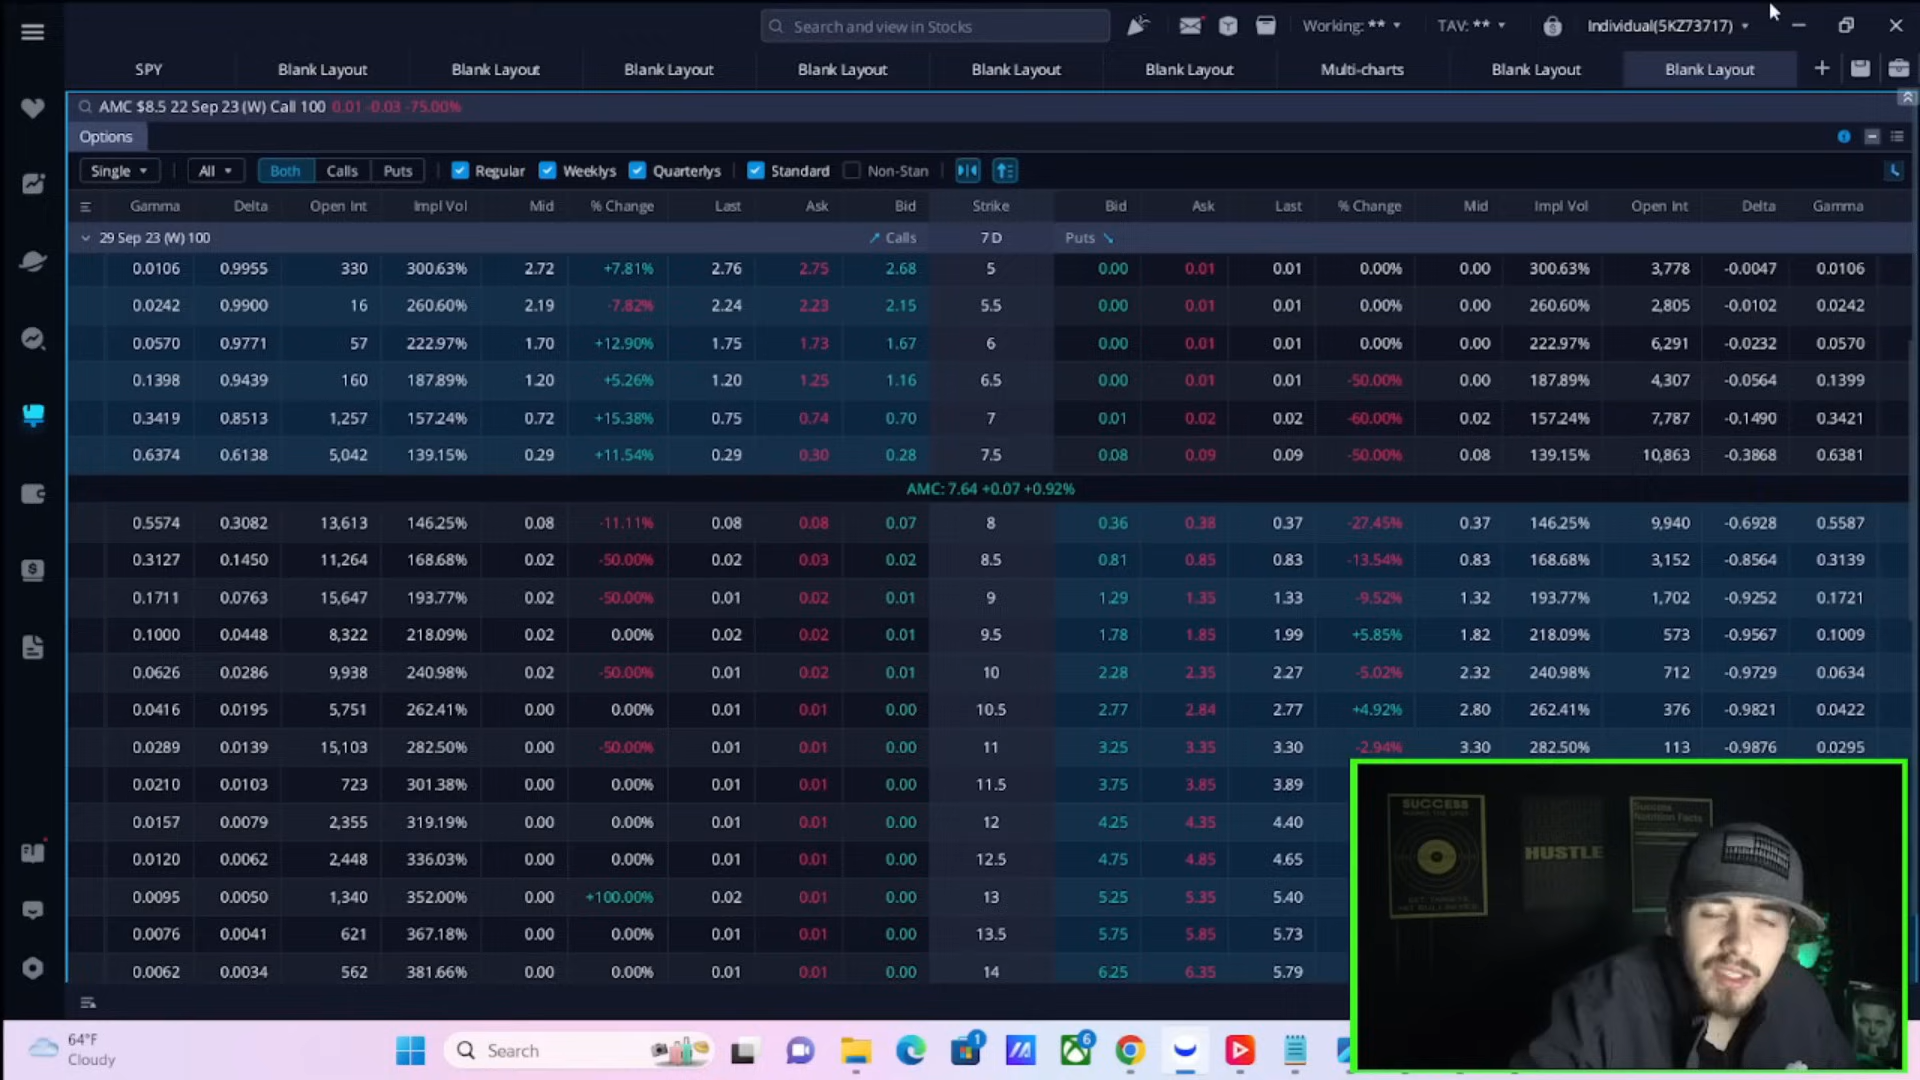 Search and view in Stocks
Working: **
TAV: **
Individual(5KZ73717)
SPY Blank Layout Blank Layout Blank Layout Blank Layout Blank Layout Blank Layout Multi-charts Blank Layout Blank Layout
AMC $8.5 22 Sep 23 (W) Call 100 0.01 -0.03 -75.00%
Options
Single All Both Calls Puts Regular Weeklys Quarterlys Standard Non-Stan
Gamma Delta Open Int Impl Vol Mid % Change Last Ask Bid Strike Bid Ask Last % Change Mid Impl Vol Open Int Delta Gamma
29 Sep 23 (W) 100 Calls 7 D Puts
0.0106 0.9955 330 300.63% 2.72 +7.81% 2.76 2.75 2.68 5 0.00 0.01 0.01 0.00% 0.00 300.63% 3,778 -0.0047 0.0106
0.0242 0.9900 16 260.60% 2.19 -7.82% 2.24 2.23 2.15 5.5 0.00 0.01 0.01 0.00% 0.00 260.60% 2,805 -0.0102 0.0242
0.0570 0.9771 57 222.97% 1.70 +12.90% 1.75 1.73 1.67 6 0.00 0.01 0.01 0.00% 0.00 222.97% 6,291 -0.0232 0.0570
0.1398 0.9439 160 187.89% 1.20 +5.26% 1.20 1.25 1.16 6.5 0.00 0.01 0.01 -50.00% 0.00 187.89% 4,307 -0.0564 0.1399
0.3419 0.8513 1,257 157.24% 0.72 +15.38% 0.75 0.74 0.70 7 0.01 0.02 0.02 -60.00% 0.02 157.24% 7,787 -0.1490 0.3421
0.6374 0.6138 5,042 139.15% 0.29 +11.54% 0.29 0.30 0.28 7.5 0.08 0.09 0.09 -50.00% 0.08 139.15% 10,863 -0.3868 0.6381
AMC: 7.64 +0.07 +0.92%
0.5574 0.3082 13,613 146.25% 0.08 -11.11% 0.08 0.08 0.07 8 0.36 0.38 0.37 -27.45% 0.37 146.25% 9,940 -0.6928 0.5587
0.3127 0.1450 11,264 168.68% 0.02 -50.00% 0.02 0.03 0.02 8.5 0.81 0.85 0.83 -13.54% 0.83 168.68% 3,152 -0.8564 0.3139
0.1711 0.0763 15,647 193.77% 0.02 -50.00% 0.01 0.02 0.01 9 1.29 1.35 1.33 -9.52% 1.32 193.77% 1,702 -0.9252 0.1721
0.1000 0.0448 8,322 218.09% 0.02 0.00% 0.02 0.02 0.01 9.5 1.78 1.85 1.99 +5.85% 1.82 218.09% 573 -0.9567 0.1009
0.0626 0.0286 9,938 240.98% 0.02 -50.00% 0.01 0.02 0.01 10 2.28 2.35 2.27 -5.02% 2.32 240.98% 712 -0.9729 0.0634
0.0416 0.0195 5,751 262.41% 0.00 0.00% 0.01 0.01 0.00 10.5 2.77 2.84 2.77 +4.92% 2.80 262.41% 376 -0.9821 0.0422
0.0289 0.0139 15,103 282.50% 0.00 -50.00% 0.01 0.01 0.00 11 3.25 3.35 3.30 -2.94% 3.30 282.50% 113 -0.9876 0.0295
0.0210 0.0103 723 301.38% 0.00 0.00% 0.01 0.01 0.00 11.5 3.75 3.85 3.89
0.0157 0.0079 2,355 319.19% 0.00 0.00% 0.01 0.01 0.00 12 4.25 4.35 4.40
0.0120 0.0062 2,448 336.03% 0.00 0.00% 0.01 0.01 0.00 12.5 4.75 4.85 4.65
0.0095 0.0050 1,340 352.00% 0.00 +100.00% 0.02 0.01 0.00 13 5.25 5.35 5.40
0.0076 0.0041 621 367.18% 0.00 0.00% 0.01 0.01 0.00 13.5 5.75 5.85 5.73
0.0062 0.0034 562 381.66% 0.00 0.00% 0.01 0.01 0.00 14 6.25 6.35 5.79
SUCCESS
HUSTLE
Success
Nutrition Facts
64°F
Cloudy
Search
1
6